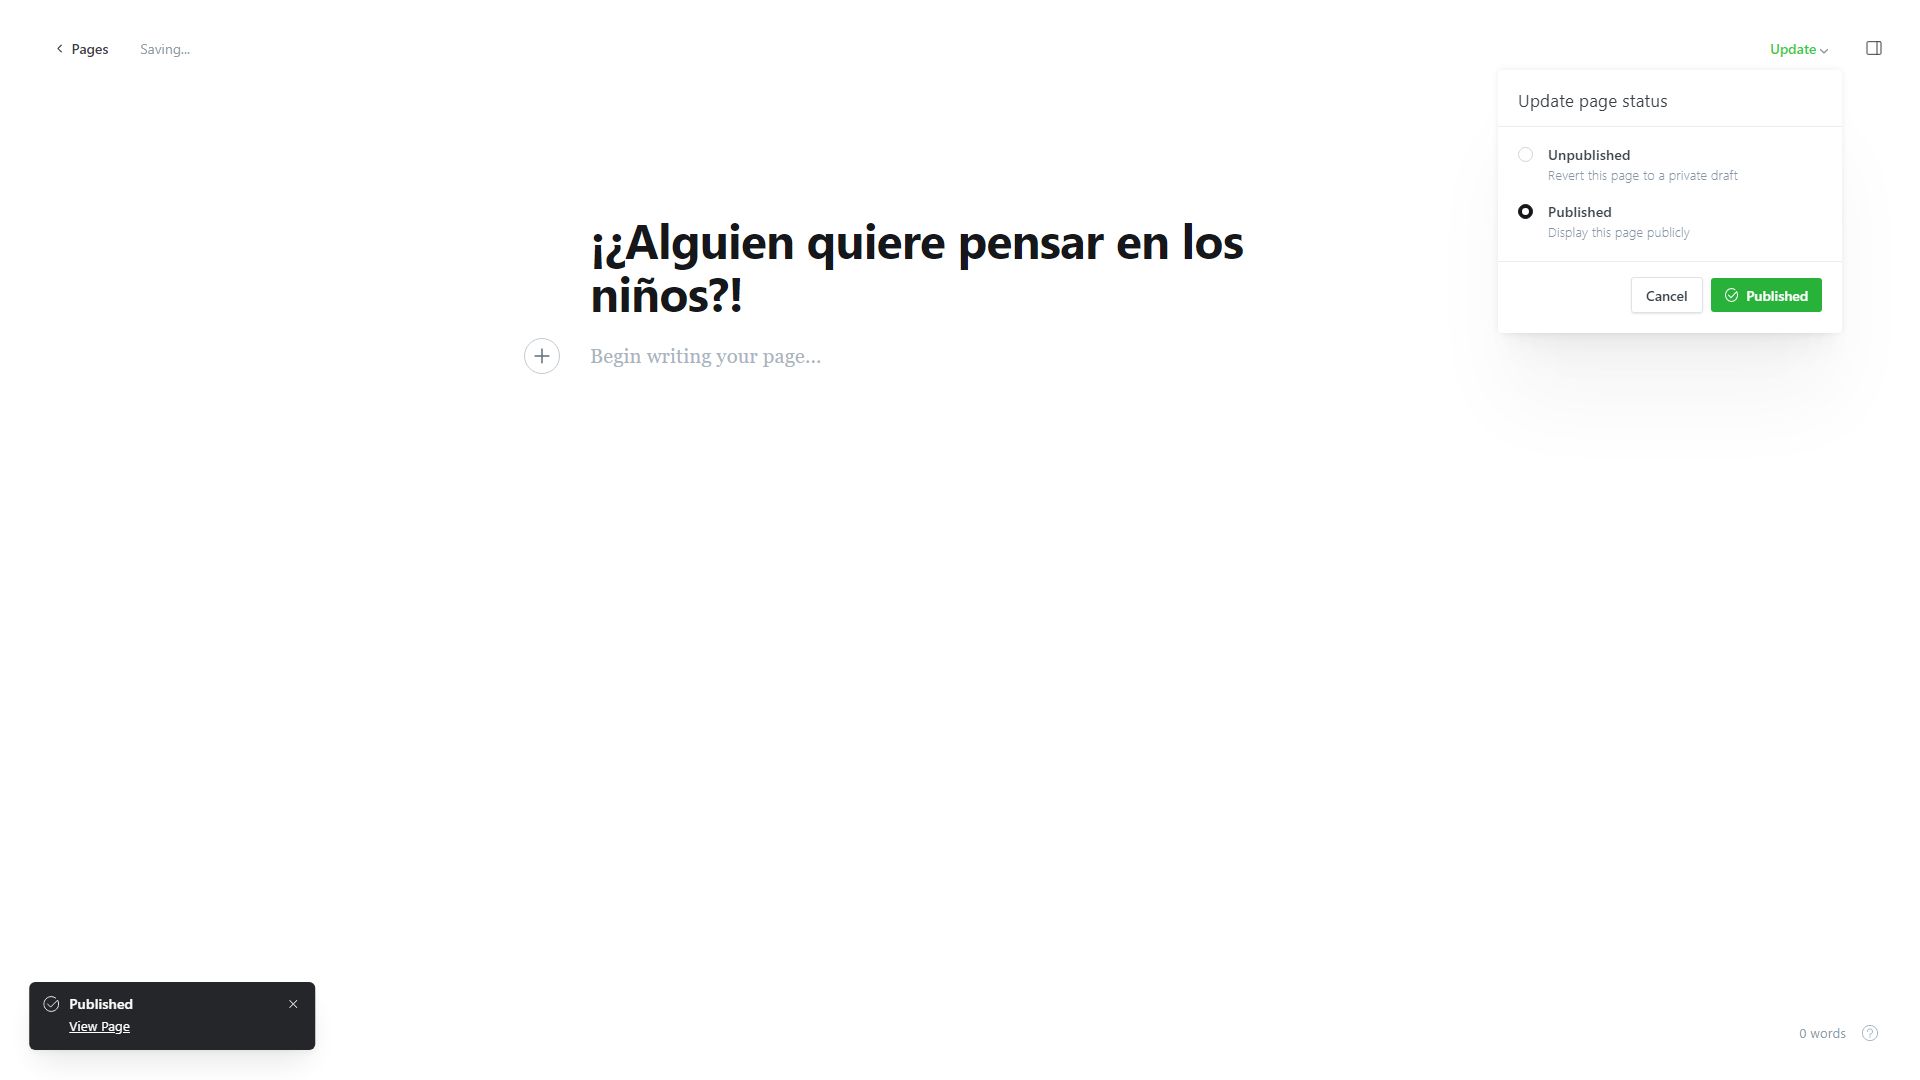 Pages
Saving...
Update
Update page status
Unpublished
Revert this page to a private draft
Published
Display this page publicly
Cancel
Published
¡¿Alguien quiere pensar en los
niños?!
Begin writing your page...
Published
View Page
0 words